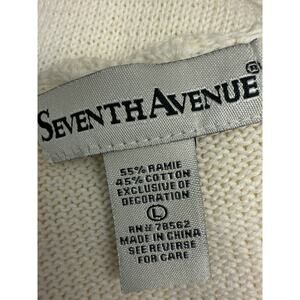 SEVENTH AVENUE®
55% RAMIE
45% COTTON
EXCLUSIVE OF
DECORATION
L
RN# 78562
MADE IN CHINA
SEE REVERSE
FOR CARE